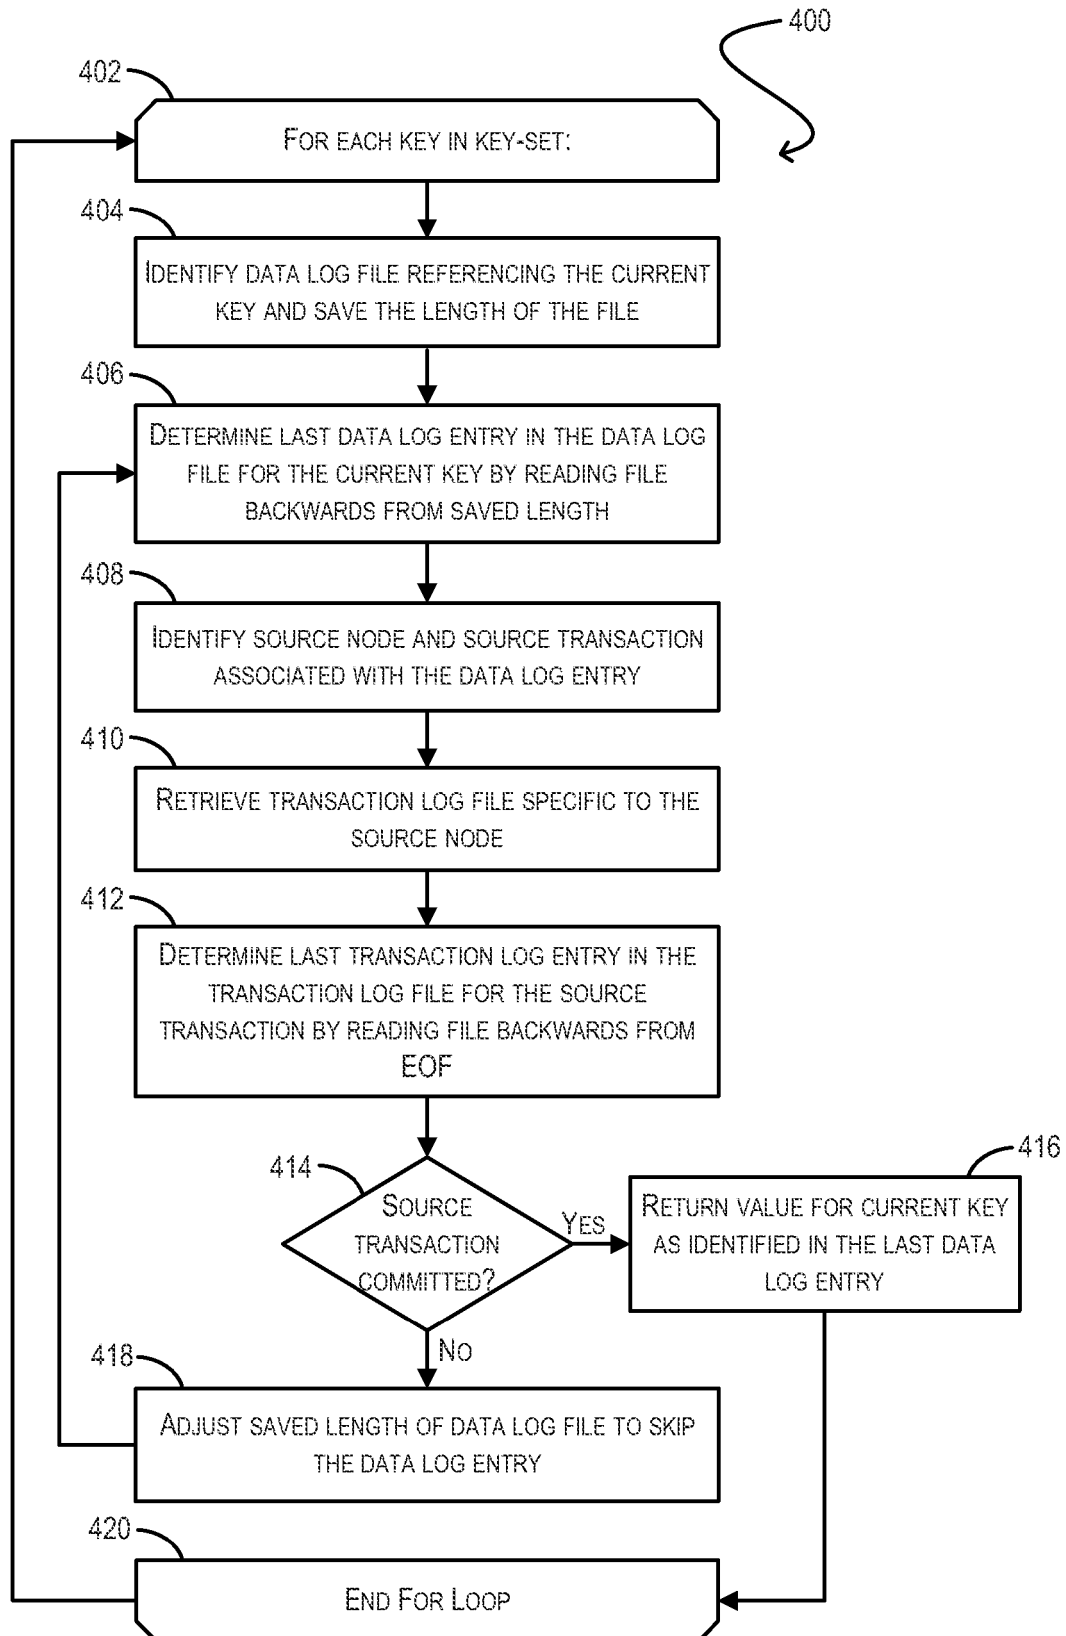 400
402
FOR EACH KEY IN KEY-SET:
404
IDENTIFY DATA LOG FILE REFERENCING THE CURRENT
KEY AND SAVE THE LENGTH OF THE FILE
406
DETERMINE LAST DATA LOG ENTRY IN THE DATA LOG
FILE FOR THE CURRENT KEY BY READING FILE
BACKWARDS FROM SAVED LENGTH
408
IDENTIFY SOURCE NODE AND SOURCE TRANSACTION
ASSOCIATED WITH THE DATA LOG ENTRY
410
RETRIEVE TRANSACTION LOG FILE SPECIFIC TO THE
SOURCE NODE
412
DETERMINE LAST TRANSACTION LOG ENTRY IN THE
TRANSACTION LOG FILE FOR THE SOURCE
TRANSACTION BY READING FILE BACKWARDS FROM
EOF
414
SOURCE
TRANSACTION
COMMITTED?
YES
416
RETURN VALUE FOR CURRENT KEY
AS IDENTIFIED IN THE LAST DATA
LOG ENTRY
NO
418
ADJUST SAVED LENGTH OF DATA LOG FILE TO SKIP
THE DATA LOG ENTRY
420
END FOR LOOP